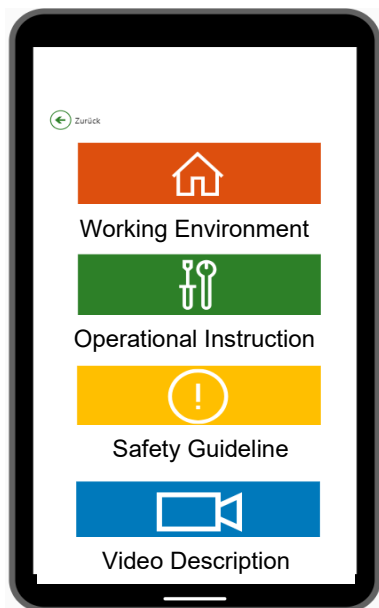 Zurück
Working Environment
Operational Instruction
Safety Guideline
Video Description